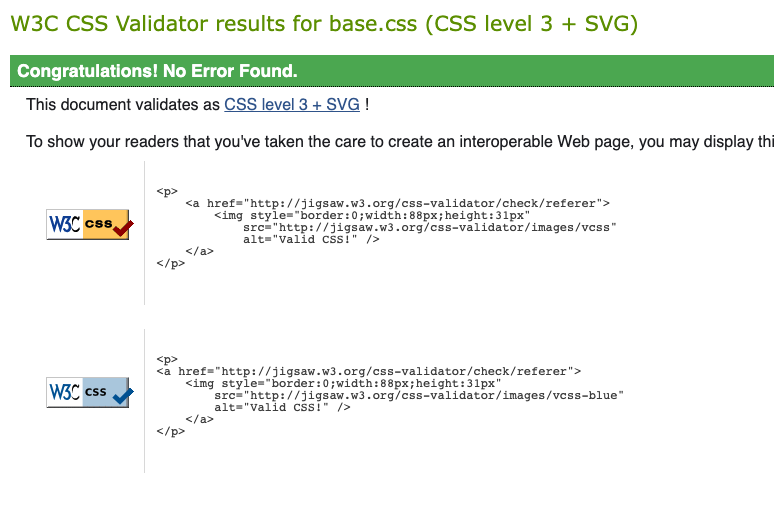 W3C CSS Validator results for base.css (CSS level 3 + SVG)
Congratulations! No Error Found.
This document validates as CSS level 3 + SVG !
To show your readers that you've taken the care to create an interoperable Web page, you may display thi
W3C css
<p>
    <a href="http://jigsaw.w3.org/css-validator/check/referer">
        <img style="border:0;width:88px;height:31px"
            src="http://jigsaw.w3.org/css-validator/images/vcss"
            alt="Valid CSS!" />
    </a>
</p>
W3C css
<p>
<a href="http://jigsaw.w3.org/css-validator/check/referer">
    <img style="border:0;width:88px;height:31px"
        src="http://jigsaw.w3.org/css-validator/images/vcss-blue"
        alt="Valid CSS!" />
    </a>
</p>